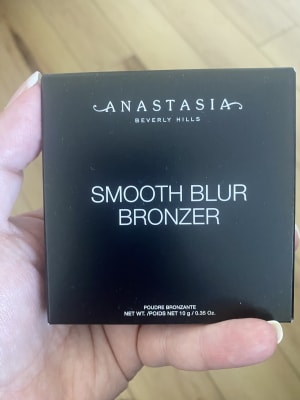 ANASTASIA
BEVERLY HILLS
SMOOTH BLUR
BRONZER
POUDRE BRONZANTE
NET WT. /POIDS NET 10 g / 0.35 Oz.